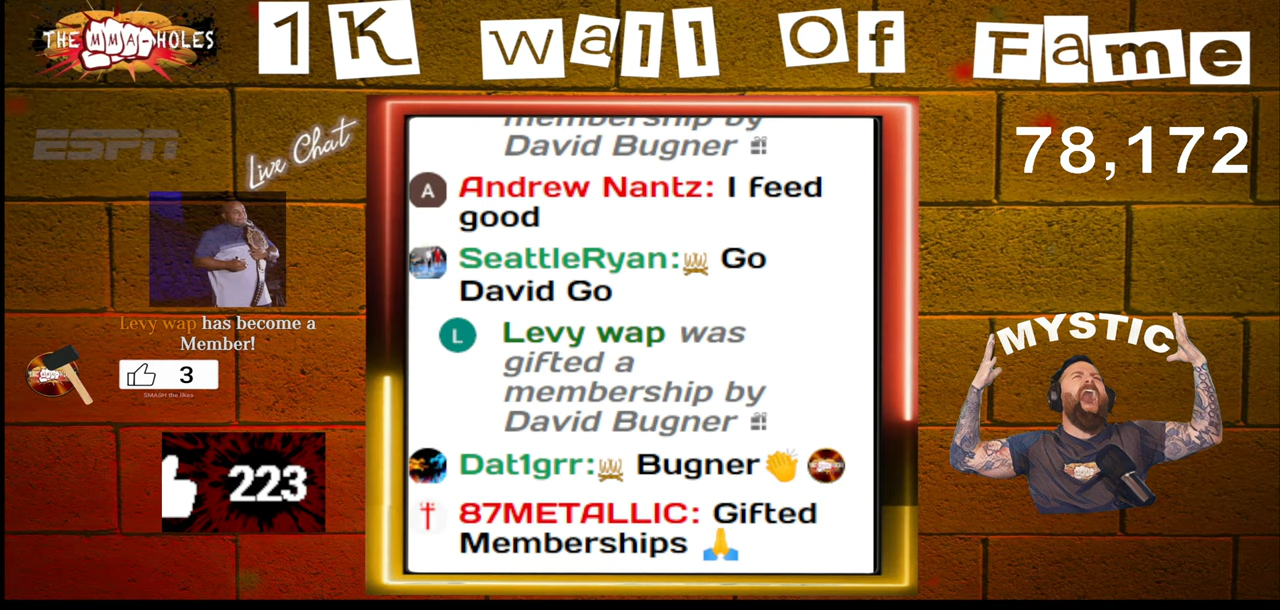 THE MMA-HOLES
1K Wall Of Fame
ESPN
Live Chat
78,172
membership by
David Bugner
A
Andrew Nantz: I feed
good
SeattleRyan: Go
David Go
L
Levy wap was
gifted a
membership by
David Bugner
Dat1grr: Bugner
87METALLIC: Gifted
Memberships
Levy wap has become a
Member!
3
SMASH the likes
223
MYSTIC